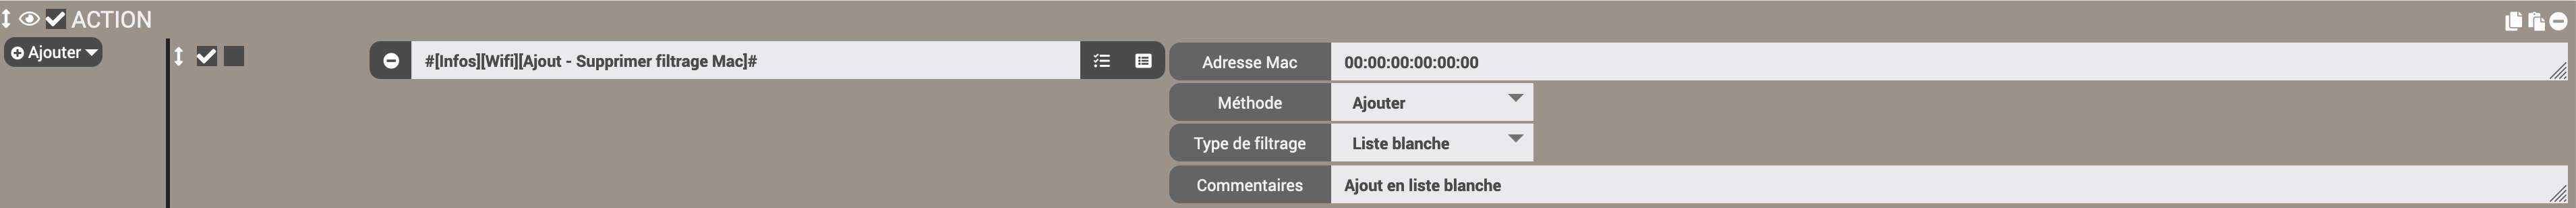 ACTION
Ajouter
#[Infos][Wifi][Ajout - Supprimer filtrage Mac]#
Adresse Mac 00:00:00:00:00:00
Méthode Ajouter
Type de filtrage Liste blanche
Commentaires Ajout en liste blanche